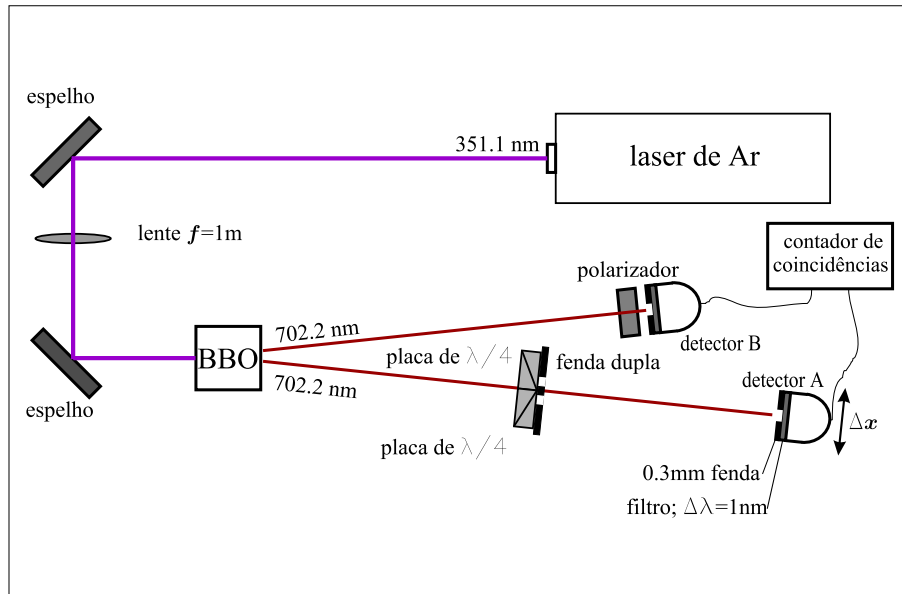 espelho
351.1 nm
laser de Ar
lente f=1m
contador de
coincidências
polarizador
702.2 nm
BBO
placa de λ/4
fenda dupla
detector B
702.2 nm
detector A
espelho
Δx
placa de λ/4
0.3mm fenda
filtro; Δλ=1nm